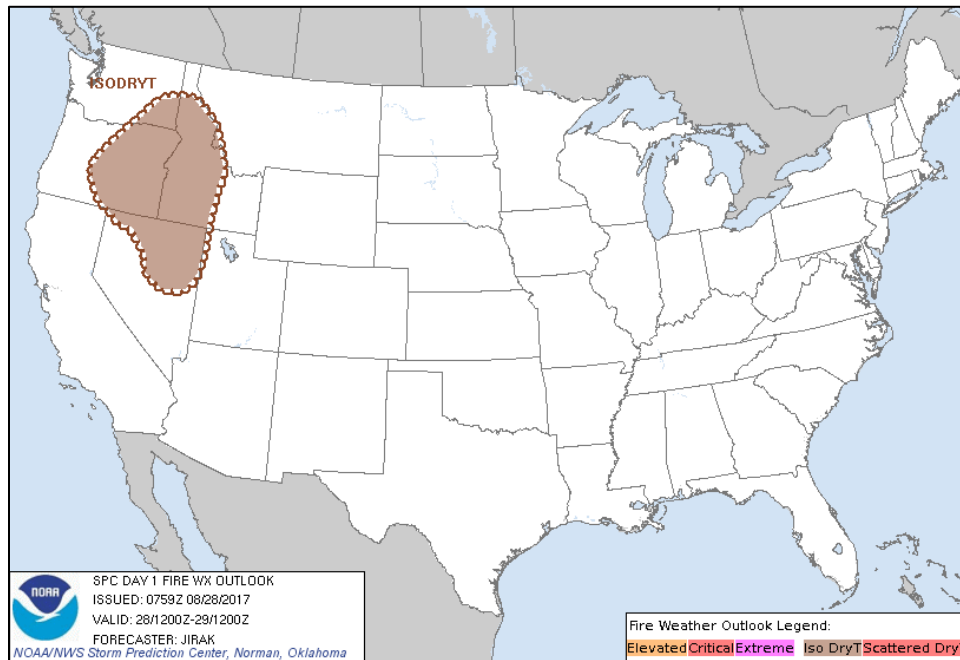 ISODRYT
NOAA
SPC DAY 1 FIRE WX OUTLOOK
ISSUED: 0759Z 08/28/2017
VALID: 28/1200Z-29/1200Z
FORECASTER: JIRAK
NOAA/NWS Storm Prediction Center, Norman, Oklahoma
Fire Weather Outlook Legend:
Elevated Critical Extreme Iso DryT Scattered Dry